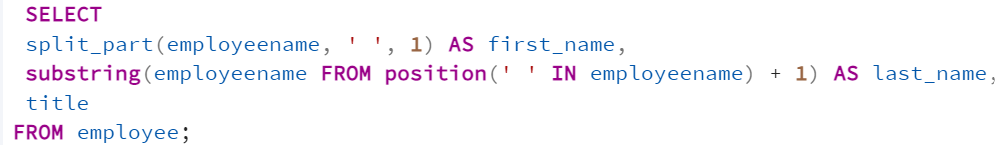 SELECT
split_part(employeename, ' ', 1) AS first_name,
substring(employeename FROM position(' ' IN employeename) + 1) AS last_name,
title
FROM employee;